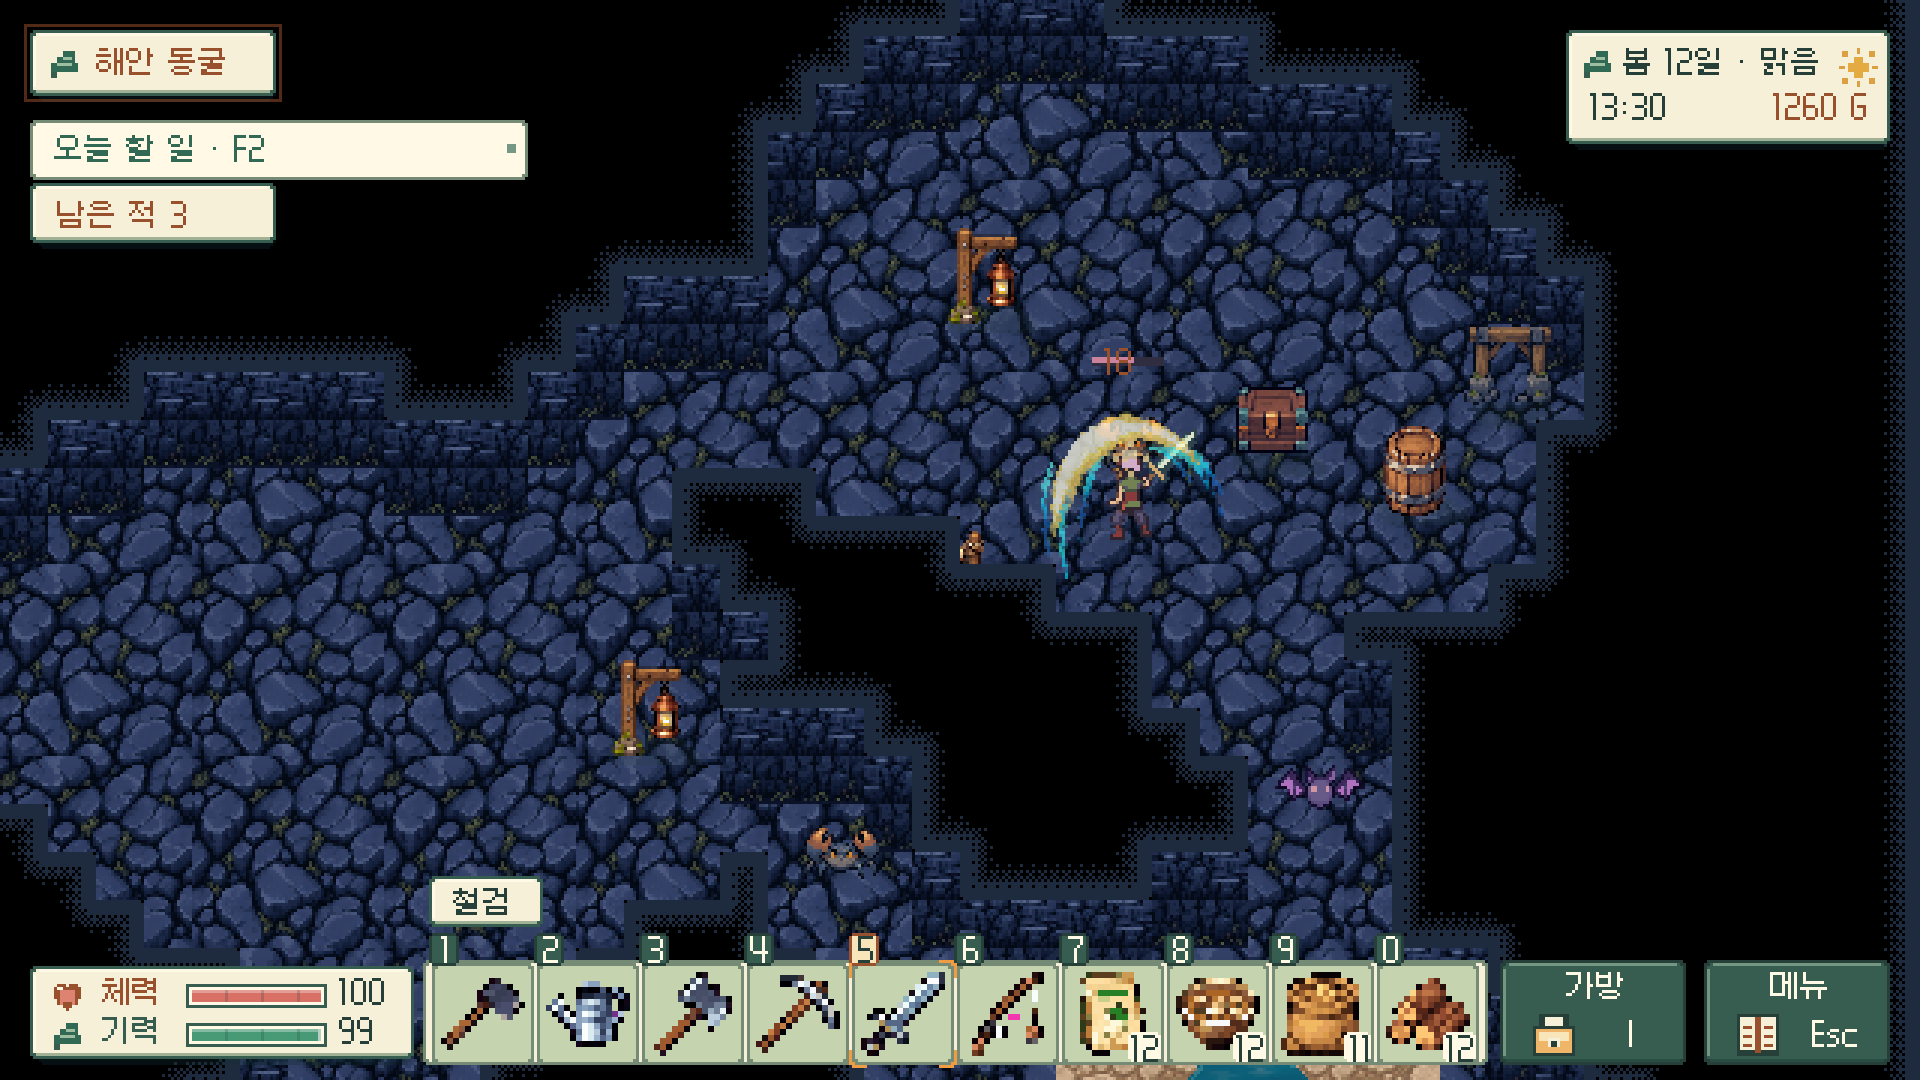 해안 동굴
봄 12일 · 맑음
13:30 1260 G
오늘 할 일 · F2
남은 적 3
18
철검
1 2 3 4 5 6 7 8 9 0
체력 100
기력 99
12 12 11 12
가방
I
메뉴
Esc